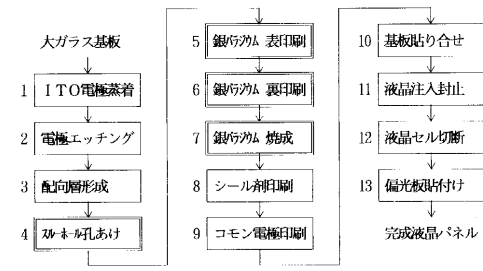 大ガラス基板
1 ITO電極蒸着
2 電極エッチング
3 配向層形成
4 スルーホール孔あけ
5 銀パラジウム 表印刷
6 銀パラジウム 裏印刷
7 銀パラジウム 焼成
8 シール剤印刷
9 コモン電極印刷
10 基板貼り合せ
11 液晶注入封止
12 液晶セル切断
13 偏光板貼付け
完成液晶パネル